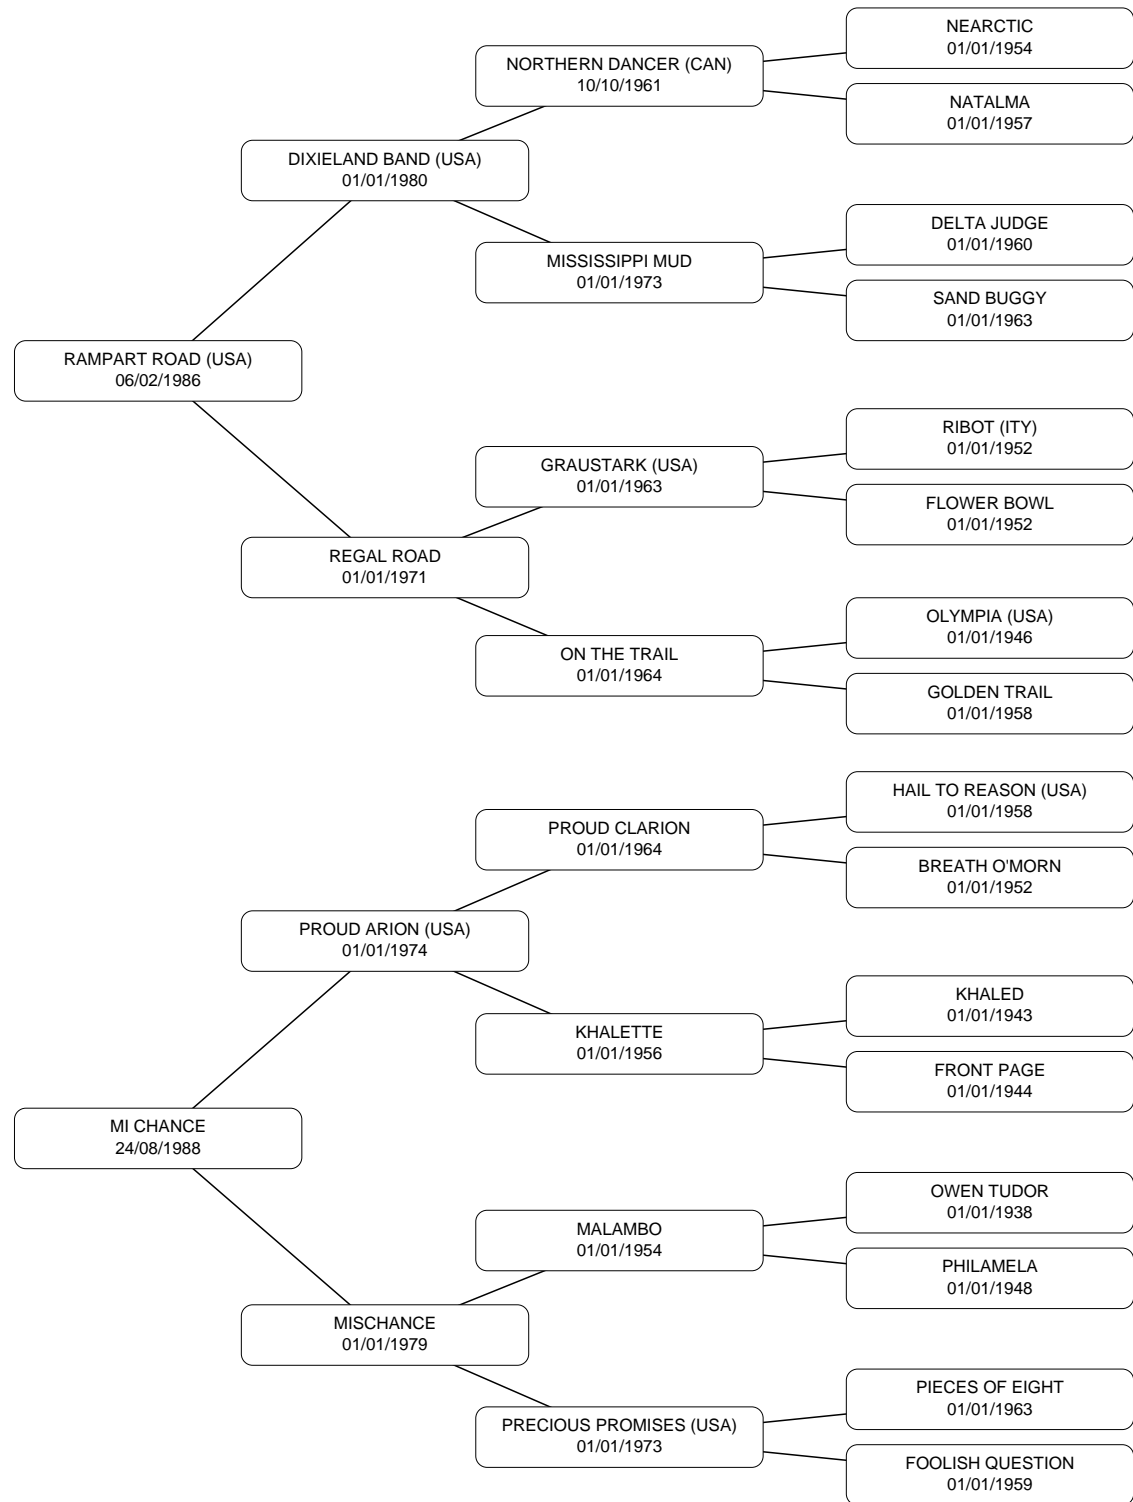 NEARCTIC
01/01/1954
NORTHERN DANCER (CAN)
10/10/1961
NATALMA
01/01/1957
DIXIELAND BAND (USA)
01/01/1980
DELTA JUDGE
01/01/1960
MISSISSIPPI MUD
01/01/1973
SAND BUGGY
01/01/1963
RAMPART ROAD (USA)
06/02/1986
RIBOT (ITY)
01/01/1952
GRAUSTARK (USA)
01/01/1963
FLOWER BOWL
01/01/1952
REGAL ROAD
01/01/1971
OLYMPIA (USA)
01/01/1946
ON THE TRAIL
01/01/1964
GOLDEN TRAIL
01/01/1958
HAIL TO REASON (USA)
01/01/1958
PROUD CLARION
01/01/1964
BREATH O'MORN
01/01/1952
PROUD ARION (USA)
01/01/1974
KHALED
01/01/1943
KHALETTE
01/01/1956
FRONT PAGE
01/01/1944
MI CHANCE
24/08/1988
OWEN TUDOR
01/01/1938
MALAMBO
01/01/1954
PHILAMELA
01/01/1948
MISCHANCE
01/01/1979
PIECES OF EIGHT
01/01/1963
PRECIOUS PROMISES (USA)
01/01/1973
FOOLISH QUESTION
01/01/1959